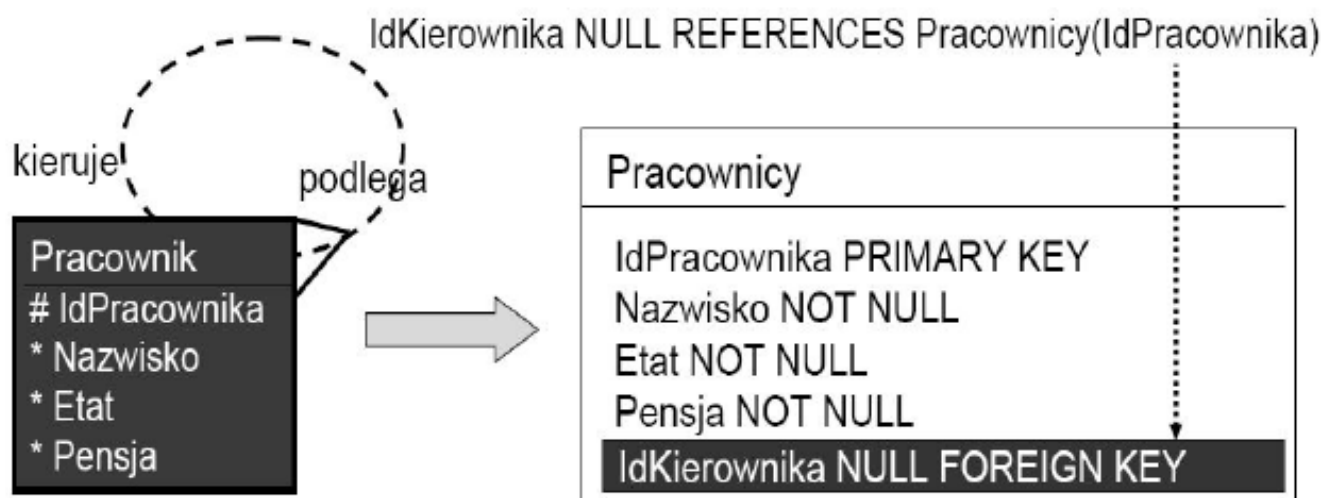 IdKierownika NULL REFERENCES Pracownicy(IdPracownika)
kieruje
podlega
Pracownik
# IdPracownika
* Nazwisko
* Etat
* Pensja
Pracownicy
IdPracownika PRIMARY KEY
Nazwisko NOT NULL
Etat NOT NULL
Pensja NOT NULL
IdKierownika NULL FOREIGN KEY